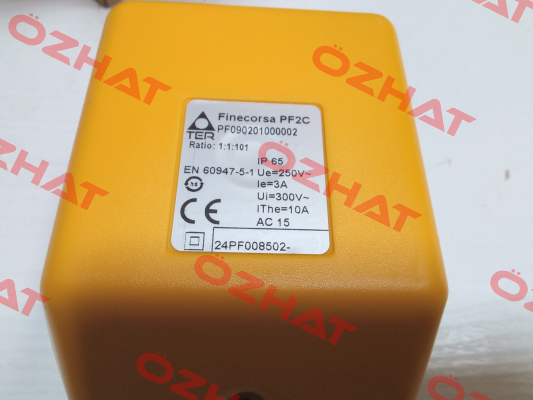 ÖZHAT
ÖZHAT
ÖZHAT
ÖZHAT
ÖZHAT
ÖZHAT
TER
Finecorsa PF2C
PF090201000002
Ratio: 1:1:101
IP 65
EN 60947-5-1 Ue=250V~
Ie=3A
Ui=300V~
IThe=10A
AC 15
CE
24PF008502-